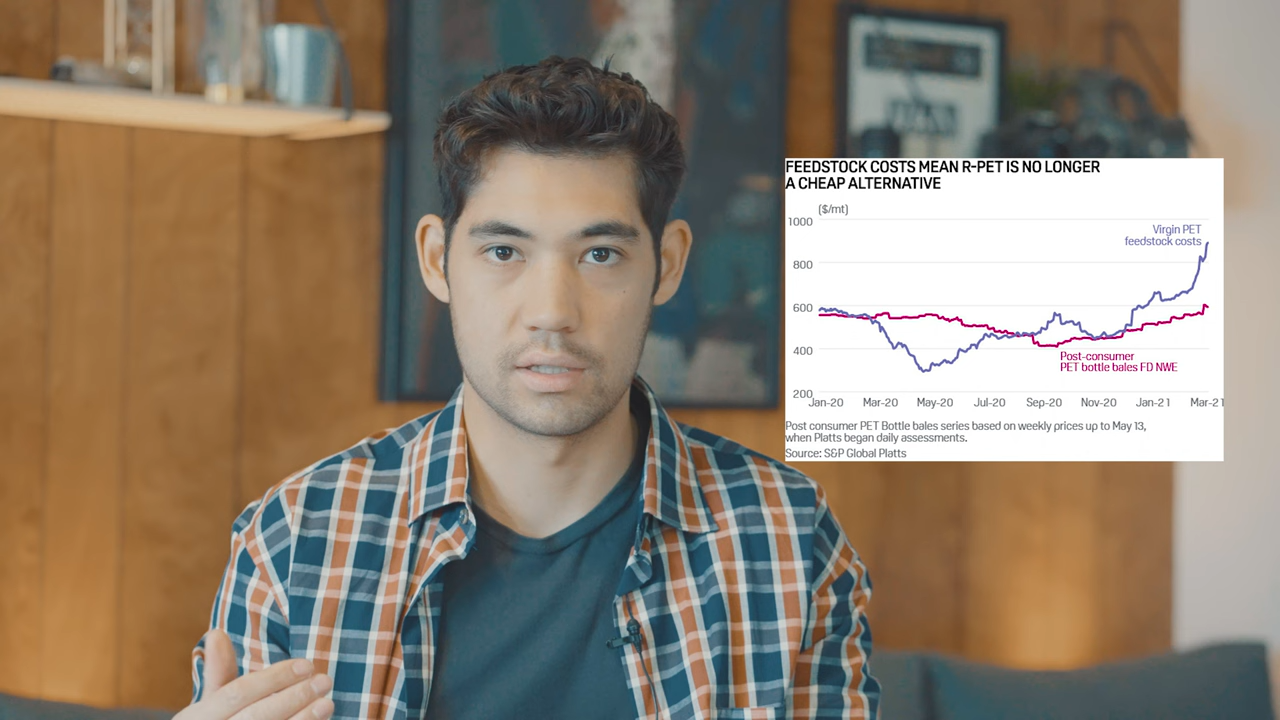 FEEDSTOCK COSTS MEAN R-PET IS NO LONGER
A CHEAP ALTERNATIVE
($/mt)
1000
800
600
400
200
Virgin PET
feedstock costs
Post-consumer
PET bottle bales FD NWE
Jan-20 Mar-20 May-20 Jul-20 Sep-20 Nov-20 Jan-21 Mar-21
Post consumer PET Bottle bales series based on weekly prices up to May 13,
when Platts began daily assessments.
Source: S&P Global Platts